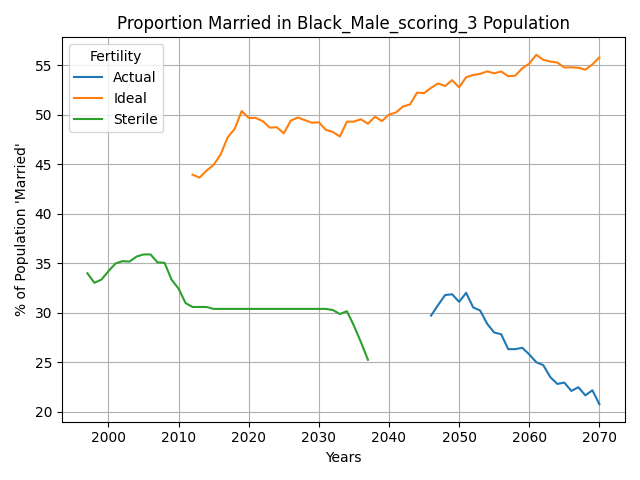 Proportion Married in Black_Male_scoring_3 Population
% of Population 'Married'
55
50
45
40
35
30
25
20
Fertility
Actual
Ideal
Sterile
2000 2010 2020 2030 2040 2050 2060 2070
Years